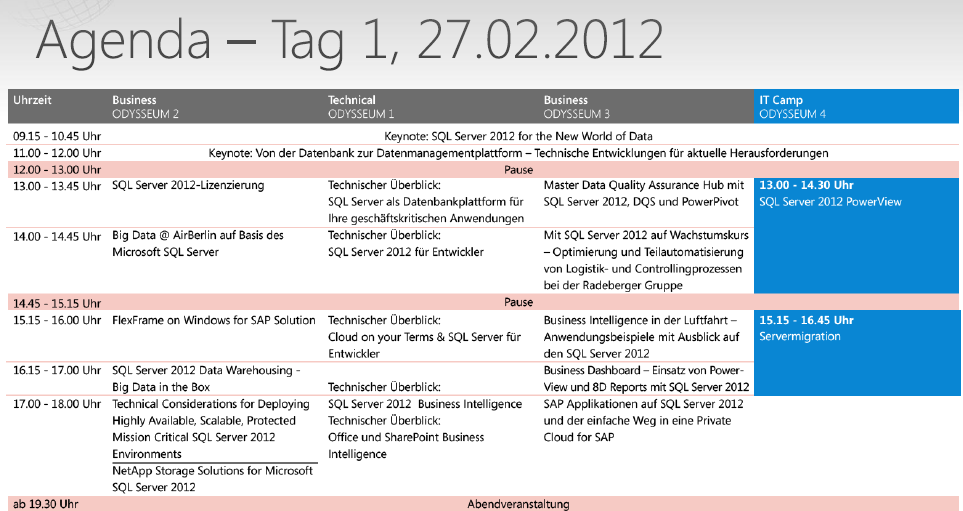 Agenda – Tag 1, 27.02.2012
Uhrzeit
Business
ODYSSEUM 2
Technical
ODYSSEUM 1
Business
ODYSSEUM 3
IT Camp
ODYSSEUM 4
09.15 - 10.45 Uhr
Keynote: SQL Server 2012 for the New World of Data
11.00 - 12.00 Uhr
Keynote: Von der Datenbank zur Datenmanagementplattform – Technische Entwicklungen für aktuelle Herausforderungen
12.00 - 13.00 Uhr
Pause
13.00 - 13.45 Uhr
SQL Server 2012-Lizenzierung
Technischer Überblick:
SQL Server als Datenbankplattform für
Ihre geschäftskritischen Anwendungen
Master Data Quality Assurance Hub mit
SQL Server 2012, DQS und PowerPivot
13.00 - 14.30 Uhr
SQL Server 2012 PowerView
14.00 - 14.45 Uhr
Big Data @ AirBerlin auf Basis des
Microsoft SQL Server
Technischer Überblick:
SQL Server 2012 für Entwickler
Mit SQL Server 2012 auf Wachstumskurs
– Optimierung und Teilautomatisierung
von Logistik- und Controllingprozessen
bei der Radeberger Gruppe
14.45 - 15.15 Uhr
Pause
15.15 - 16.00 Uhr
FlexFrame on Windows for SAP Solution
Technischer Überblick:
Cloud on your Terms & SQL Server für
Entwickler
Business Intelligence in der Luftfahrt –
Anwendungsbeispiele mit Ausblick auf
den SQL Server 2012
15.15 - 16.45 Uhr
Servermigration
16.15 - 17.00 Uhr
SQL Server 2012 Data Warehousing -
Big Data in the Box
Technischer Überblick:
SQL Server 2012 Business Intelligence
Business Dashboard – Einsatz von Power-
View und 8D Reports mit SQL Server 2012
17.00 - 18.00 Uhr
Technical Considerations for Deploying
Highly Available, Scalable, Protected
Mission Critical SQL Server 2012
Environments
NetApp Storage Solutions for Microsoft
SQL Server 2012
Technischer Überblick:
Office und SharePoint Business
Intelligence
SAP Applikationen auf SQL Server 2012
und der einfache Weg in eine Private
Cloud for SAP
ab 19.30 Uhr
Abendveranstaltung